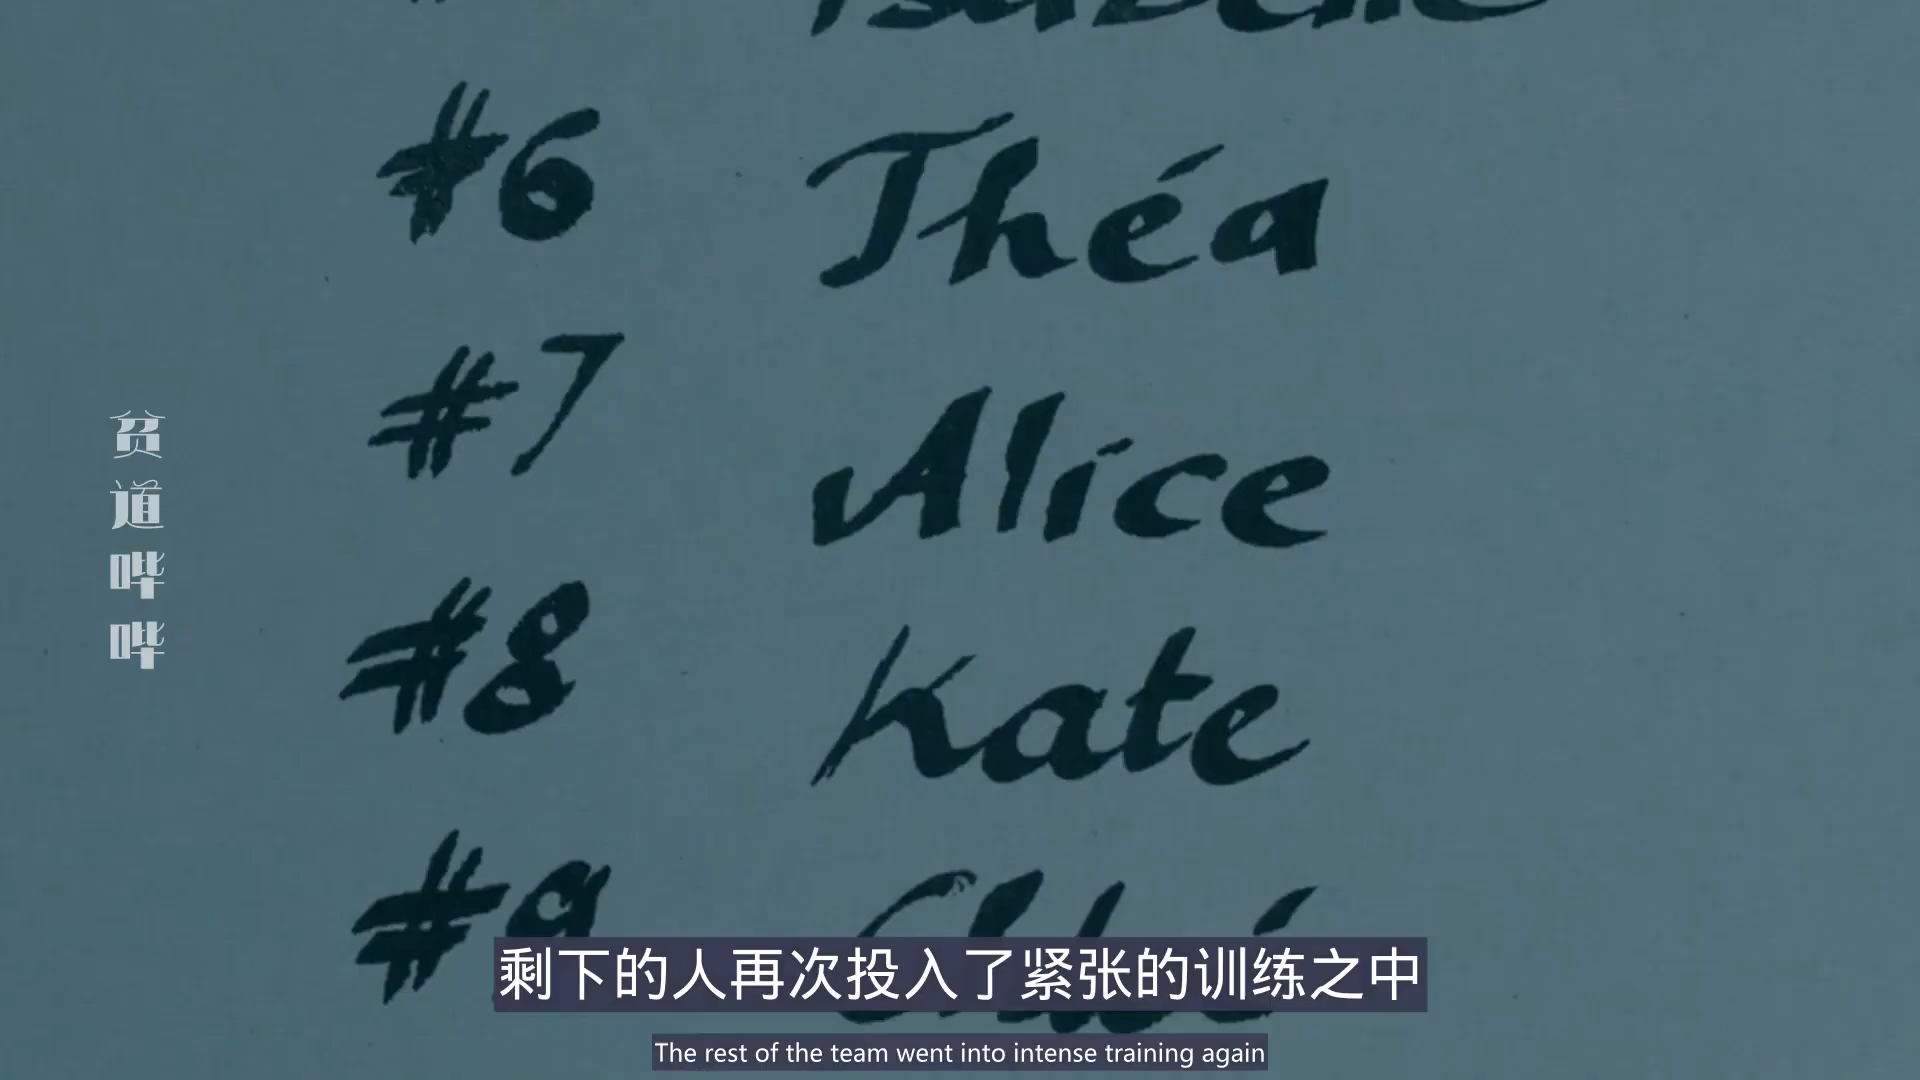 #6 Théa
#7 Alice
#8 Kate
#9
贫道哔哔
剩下的人再次投入了紧张的训练之中
The rest of the team went into intense training again